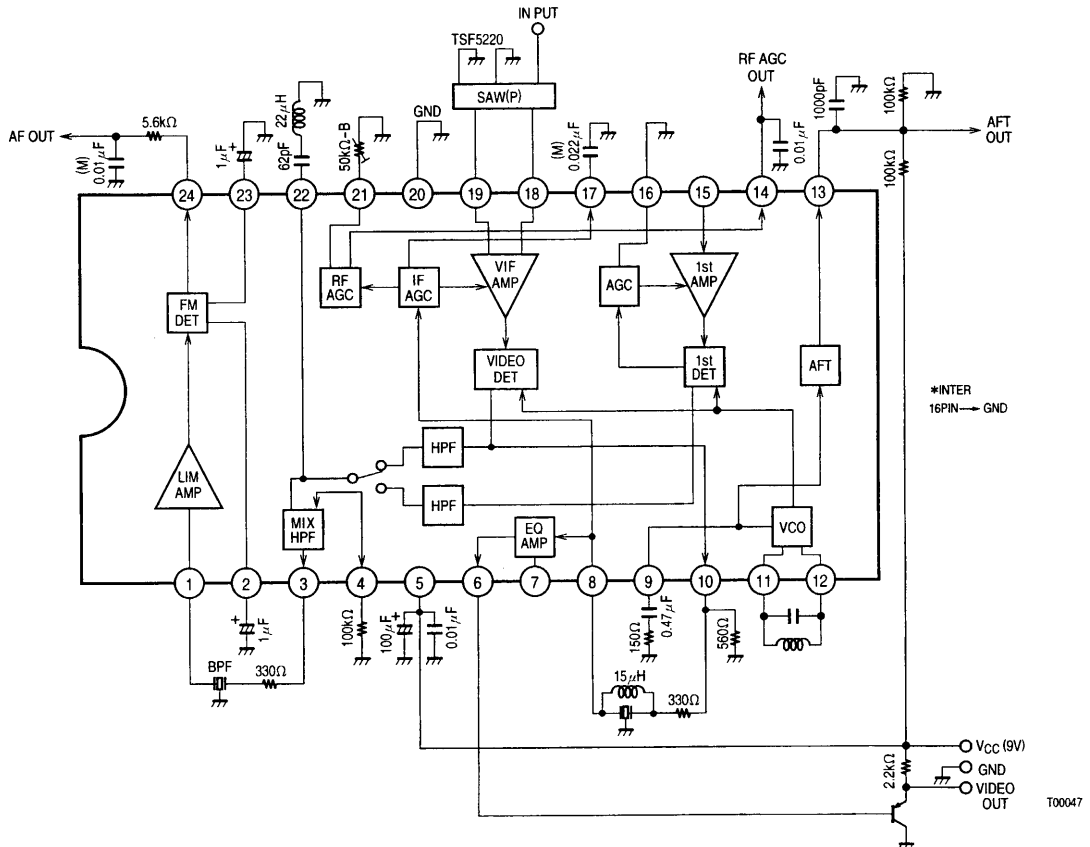 IN PUT
TSF5220
RF AGC
OUT
1000pF
100kΩ
AF OUT
5.6kΩ
22μH
GND
SAW(P)
AFT
OUT
(M)
0.01μF
1μF
+
62pF
50kΩ-B
(M)
0.022μF
0.01μF
100kΩ
24
23
22
21
20
19
18
17
16
15
14
13
FM
DET
RF
AGC
IF
AGC
VIF
AMP
AGC
1st
AMP
VIDEO
DET
1st
DET
AFT
*INTER
16PIN→ GND
LIM
AMP
HPF
HPF
MIX
HPF
EQ
AMP
VCO
1
2
3
4
5
6
7
8
9
10
11
12
+
1μF
100kΩ
100μF
+
0.01μF
150Ω
0.47μF
560Ω
BPF
330Ω
15μH
330Ω
VCC (9V)
2.2kΩ
GND
VIDEO
OUT
T00047